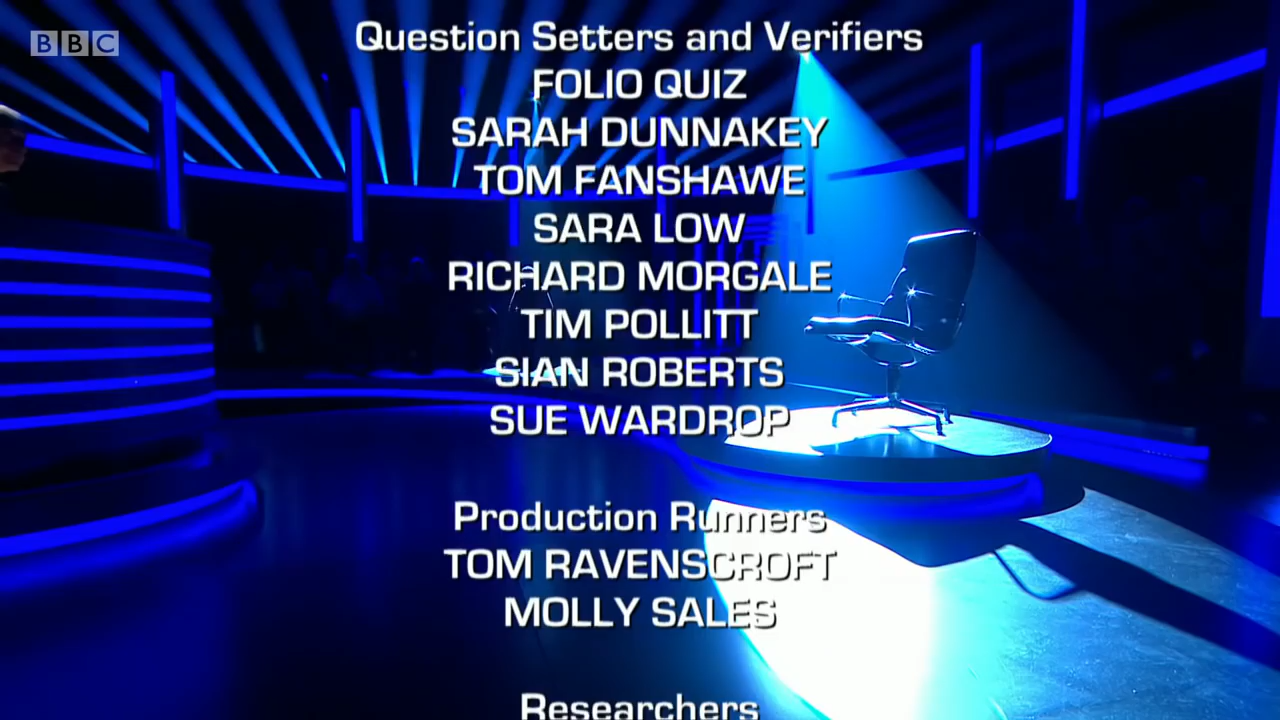 BBC
Question Setters and Verifiers
FOLIO QUIZ
SARAH DUNNAKEY
TOM FANSHAWE
SARA LOW
RICHARD MORGALE
TIM POLLITT
SIAN ROBERTS
SUE WARDROP
Production Runners
TOM RAVENSCROFT
MOLLY SALES
Researchers